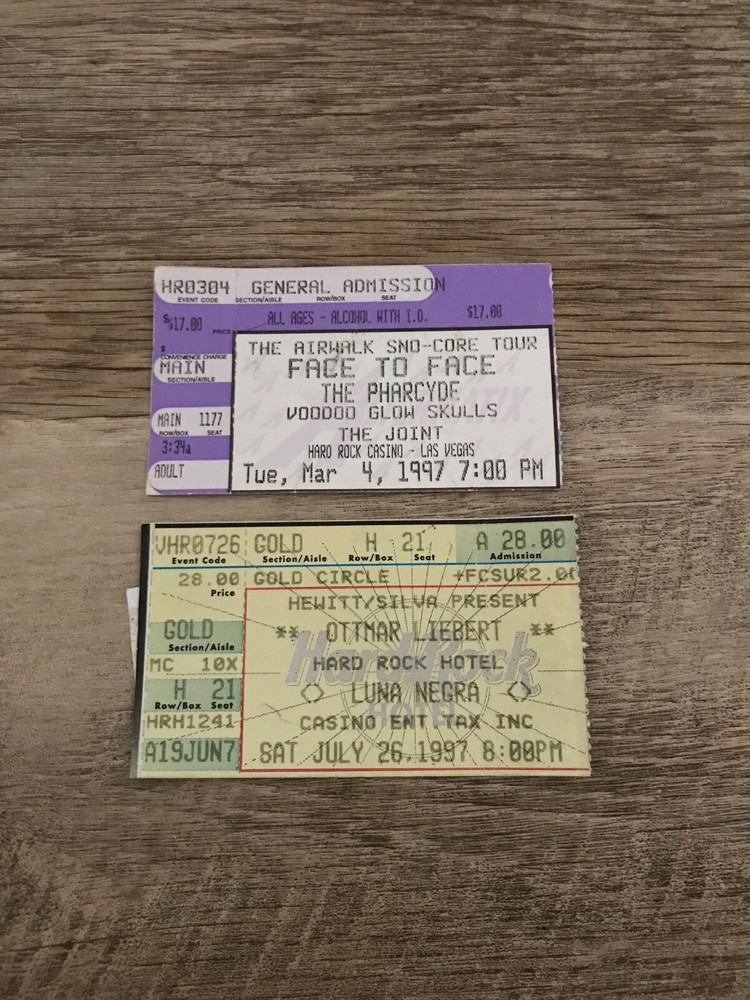 HR0304 GENERAL ADMISSION
EVENT CODE SECTION/AISLE ROW/BOX SEAT
$17.00 PRICE ALL AGES - ALCOHOL WITH I.D. $17.00
$
CONVENIENCE CHARGE
MAIN
SECTION/AISLE
MAIN 1177
ROW/BOX SEAT
3:34a
ADULT
THE AIRWALK SNO-CORE TOUR
FACE TO FACE
THE PHARCYDE
VOODOO GLOW SKULLS
THE JOINT
HARD ROCK CASINO - LAS VEGAS
Tue, Mar 4, 1997 7:00 PM
VHR0726 GOLD H 21 A 28.00
Event Code Section/Aisle Row/Box Seat Admission
28.00 GOLD CIRCLE +FCSUR2.00
Price
GOLD
Section/Aisle
MC 10X
H 21
Row/Box Seat
HRH1241
A19JUN7
HEWITT/SILVA PRESENT
** OTTMAR LIEBERT **
HARD ROCK HOTEL
<> LUNA NEGRA <>
CASINO ENT TAX INC
SAT JULY 26,1997 8:00PM
Hard Rock
HOTEL